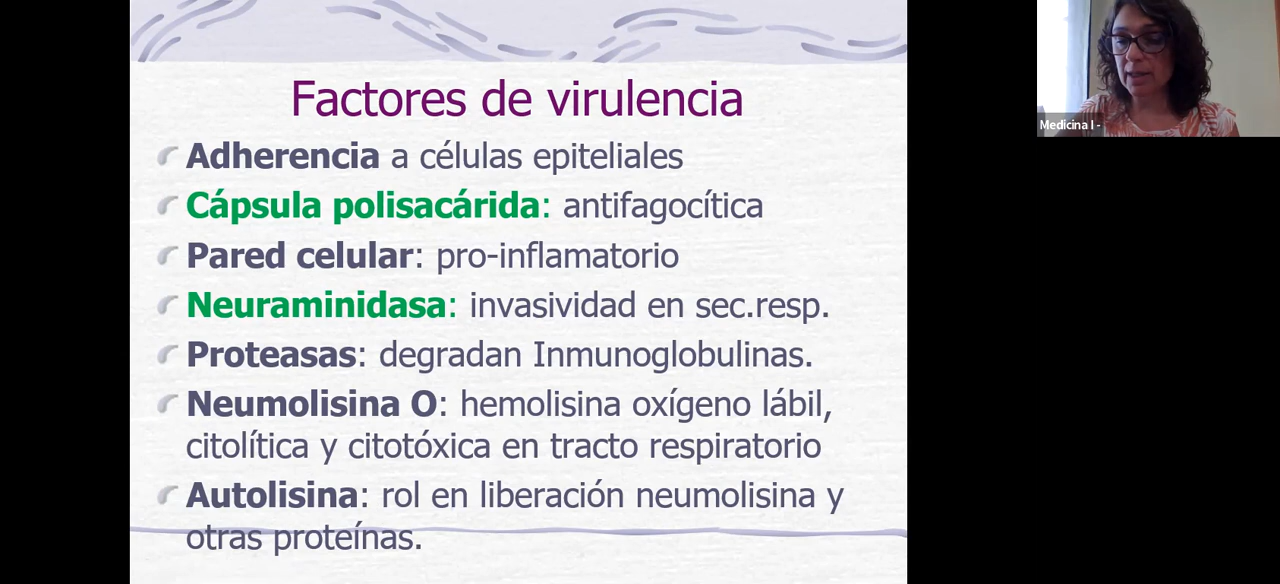 Factores de virulencia
Adherencia a células epiteliales
Cápsula polisacárida: antifagocítica
Pared celular: pro-inflamatorio
Neuraminidasa: invasividad en sec.resp.
Proteasas: degradan Inmunoglobulinas.
Neumolisina O: hemolisina oxígeno lábil,
citolítica y citotóxica en tracto respiratorio
Autolisina: rol en liberación neumolisina y
otras proteínas.
Medicina I -